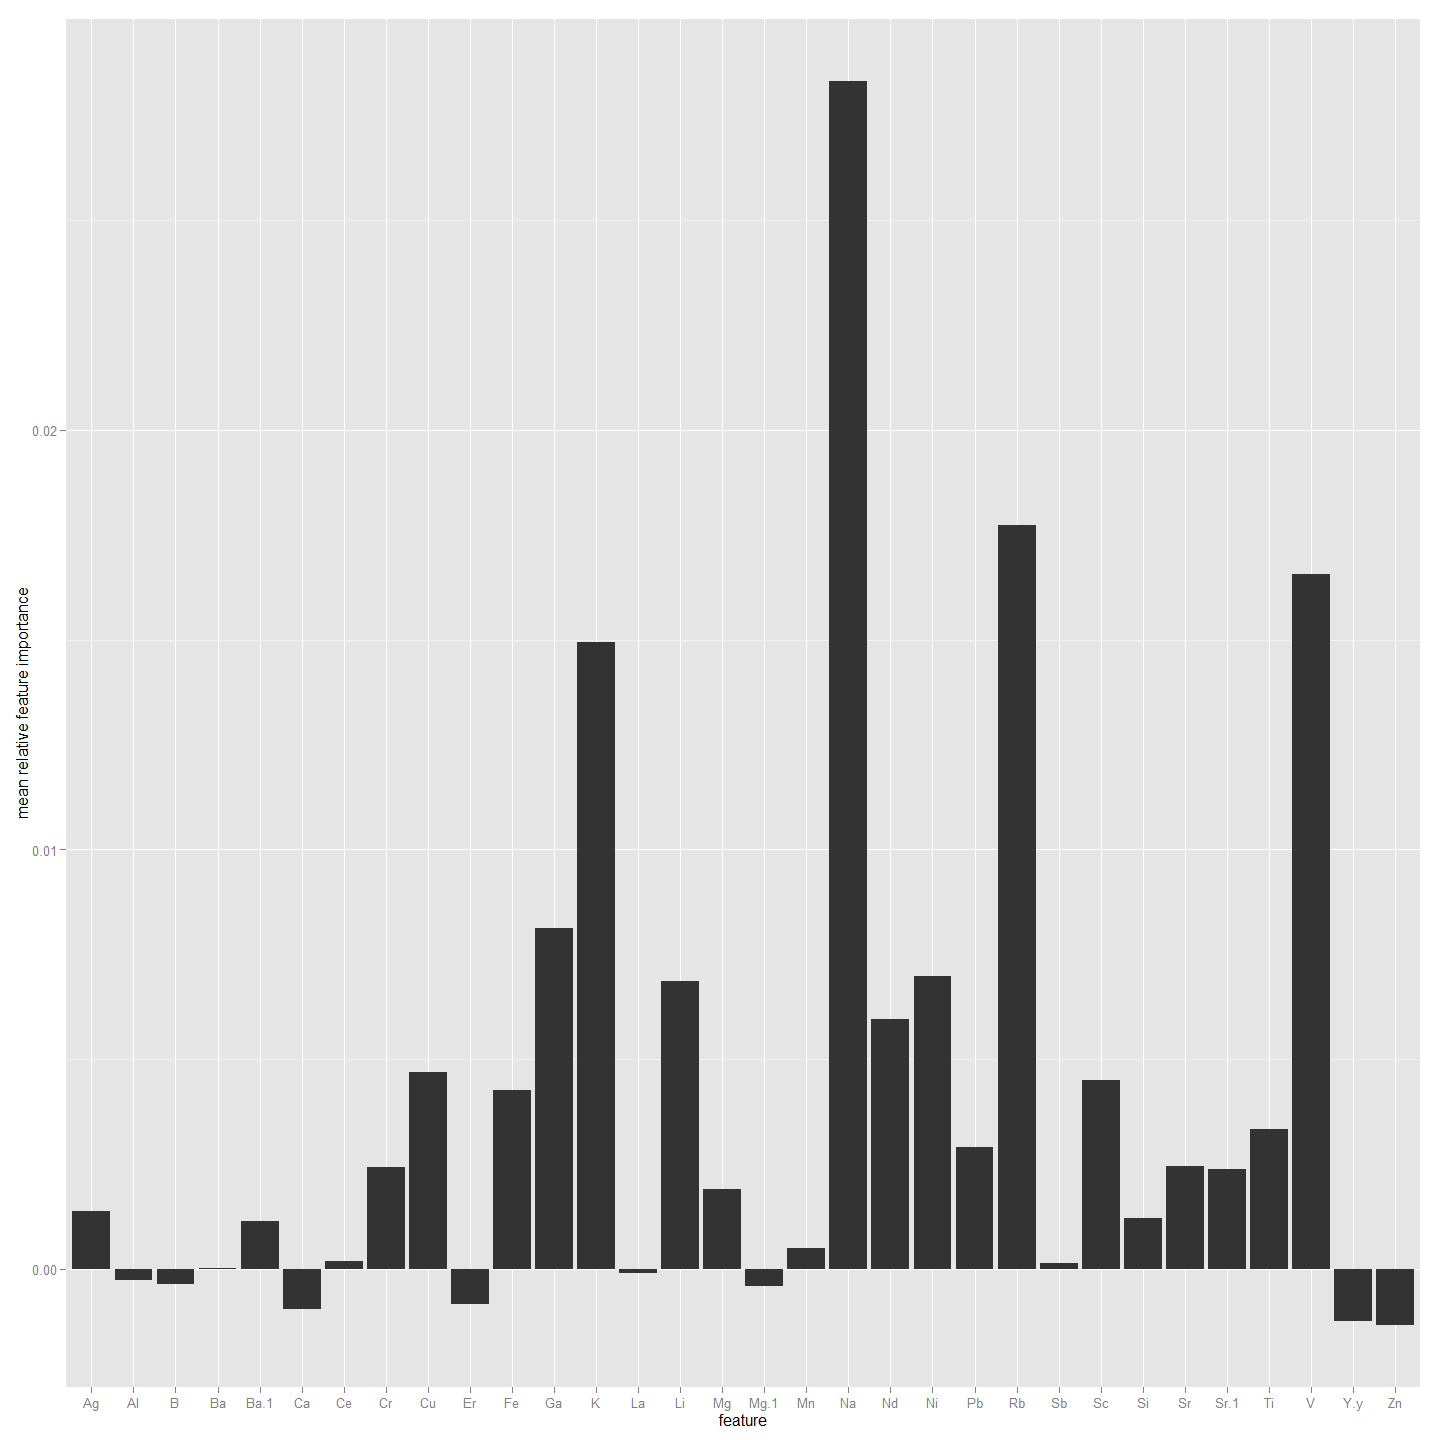 mean relative feature importance
0.02
0.01
0.00
Ag Al B Ba Ba.1 Ca Ce Cr Cu Er Fe Ga K La Li Mg Mg.1 Mn Na Nd Ni Pb Rb Sb Sc Si Sr Sr.1 Ti V Y.y Zn
feature